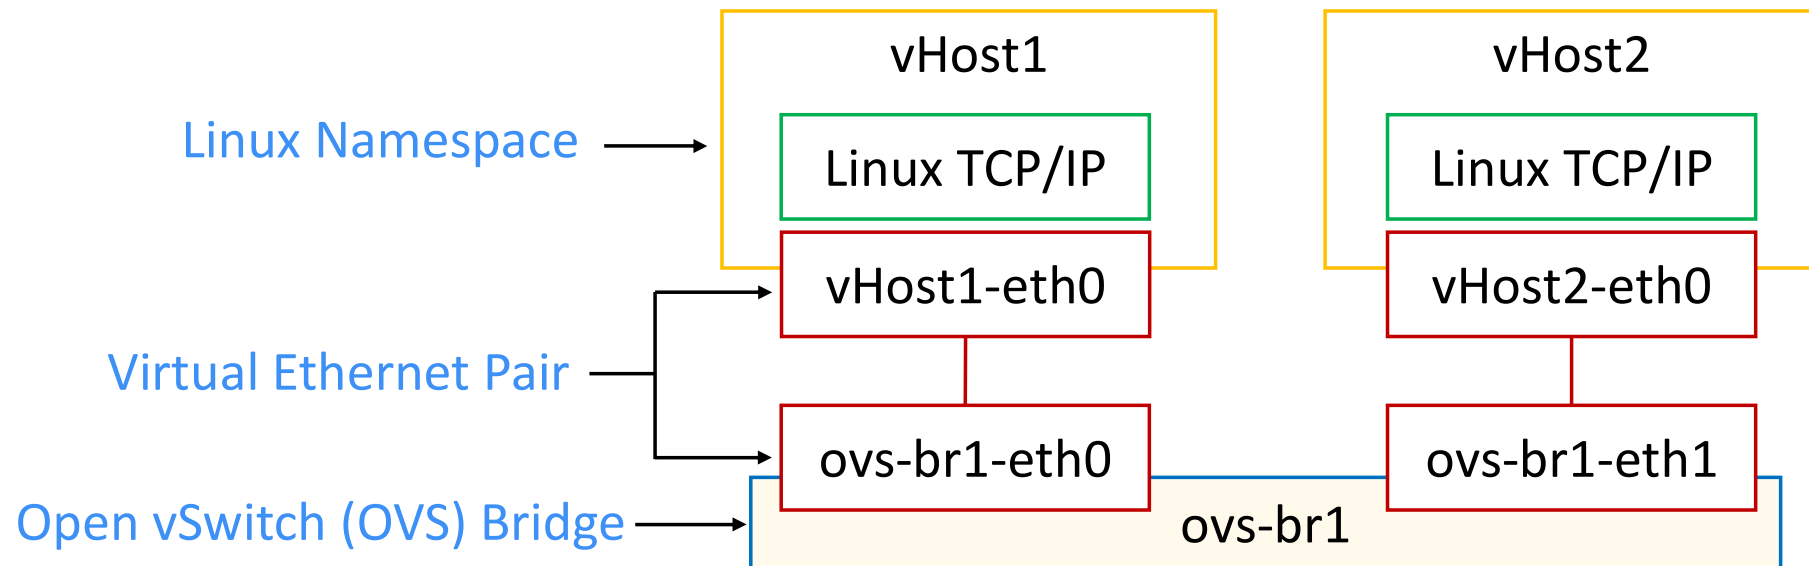 vHost1
vHost2
Linux Namespace
Linux TCP/IP
Linux TCP/IP
vHost1-eth0
vHost2-eth0
Virtual Ethernet Pair
ovs-br1-eth0
ovs-br1-eth1
Open vSwitch (OVS) Bridge
ovs-br1